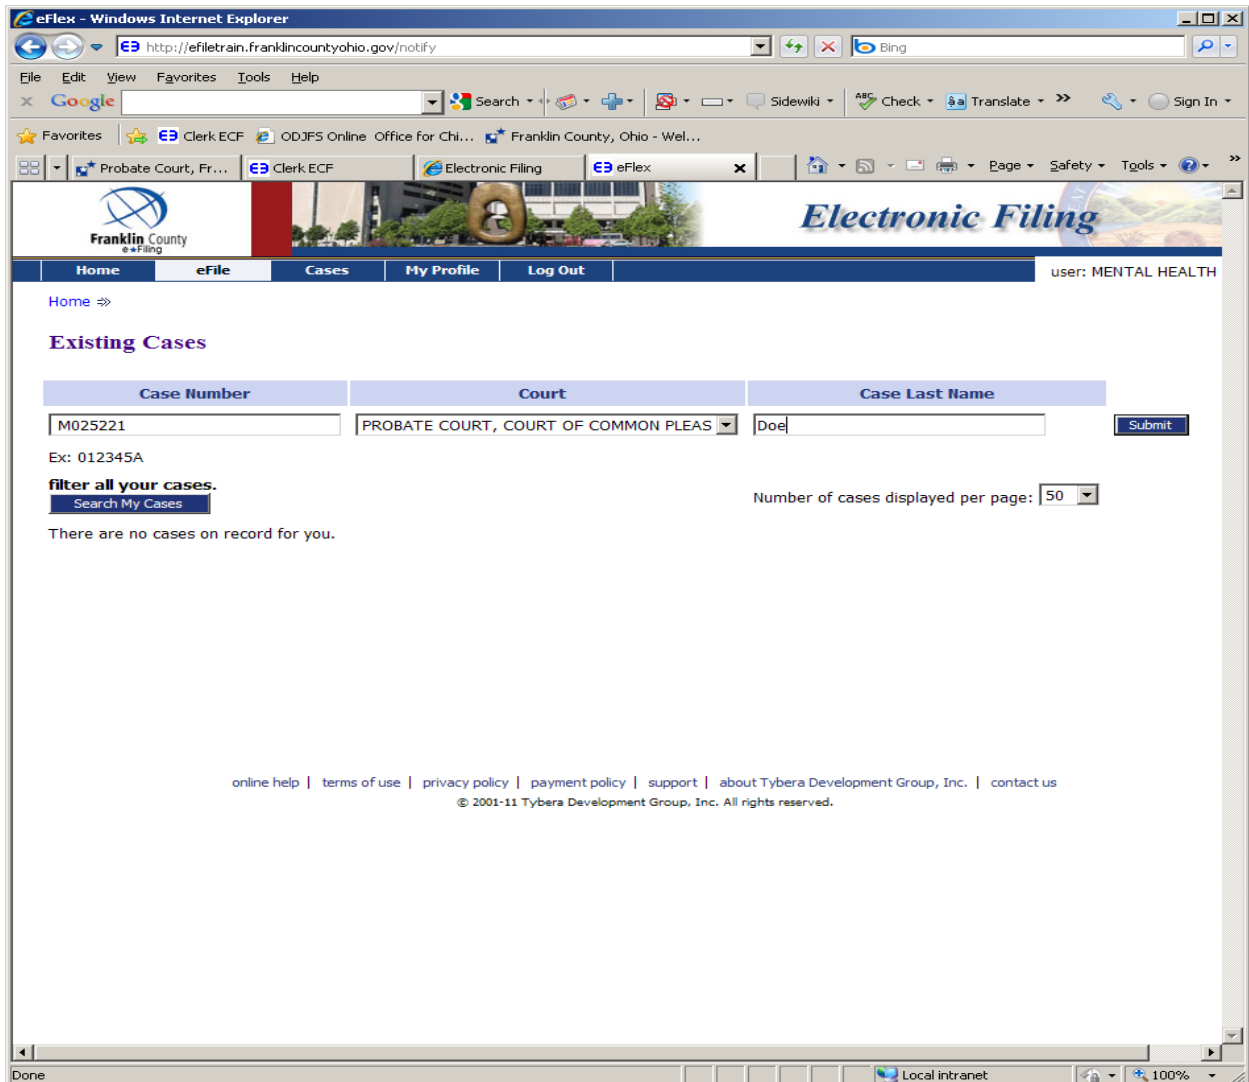 eFlex - Windows Internet Explorer
http://efiletrain.franklincountyohio.gov/notify
Bing
File Edit View Favorites Tools Help
x Google Search Sidewiki ABC Check âa Translate >> Sign In
Favorites Clerk ECF ODJFS Online Office for Chi... Franklin County, Ohio - Wel...
Probate Court, Fr... Clerk ECF Electronic Filing eFlex x Page Safety Tools >>
Franklin County
e★Filing
Electronic Filing
Home eFile Cases My Profile Log Out user: MENTAL HEALTH
Home
Existing Cases
Case Number Court Case Last Name
M025221 PROBATE COURT, COURT OF COMMON PLEAS Doe Submit
Ex: 012345A
filter all your cases.
Search My Cases Number of cases displayed per page: 50
There are no cases on record for you.
online help | terms of use | privacy policy | payment policy | support | about Tybera Development Group, Inc. | contact us
© 2001-11 Tybera Development Group, Inc. All rights reserved.
Done Local intranet 100%